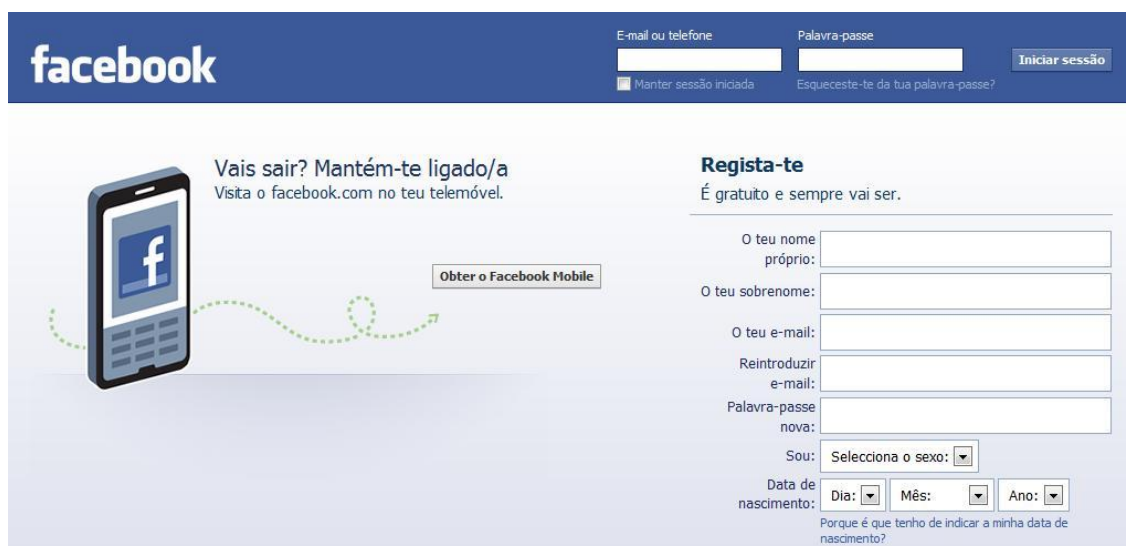 facebook
E-mail ou telefone
Palavra-passe
Iniciar sessão
Manter sessão iniciada
Esqueceste-te da tua palavra-passe?
Vais sair? Mantém-te ligado/a
Visita o facebook.com no teu telemóvel.
f
Obter o Facebook Mobile
Regista-te
É gratuito e sempre vai ser.
O teu nome
próprio:
O teu sobrenome:
O teu e-mail:
Reintroduzir
e-mail:
Palavra-passe
nova:
Sou: Selecciona o sexo:
Data de
nascimento:
Dia: Mês: Ano:
Porque é que tenho de indicar a minha data de
nascimento?